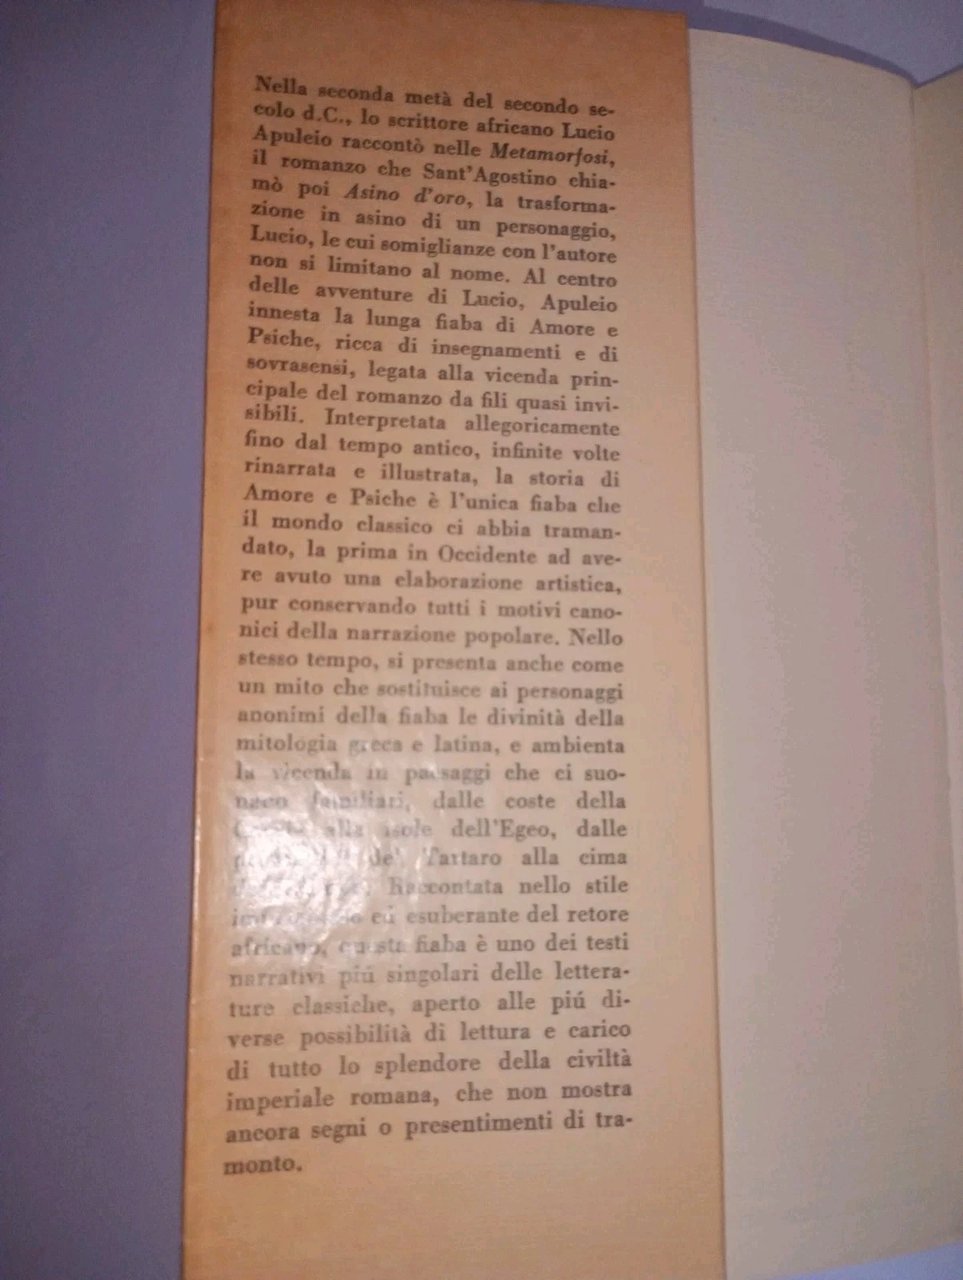 Nella seconda metà del secondo se-
colo d.C., lo scrittore africano Lucio
Apuleio raccontò nelle Metamorfosi,
il romanzo che Sant'Agostino chia-
mò poi Asino d'oro, la trasforma-
zione in asino di un personaggio,
Lucio, le cui somiglianze con l'autore
non si limitano al nome. Al centro
delle avventure di Lucio, Apuleio
innesta la lunga fiaba di Amore e
Psiche, ricca di insegnamenti e di
sovrasensi, legata alla vicenda prin-
cipale del romanzo da fili quasi invi-
sibili. Interpretata allegoricamente
fino dal tempo antico, infinite volte
rinarrata e illustrata, la storia di
Amore e Psiche è l'unica fiaba che
il mondo classico ci abbia traman-
dato, la prima in Occidente ad ave-
re avuto una elaborazione artistica,
pur conservando tutti i motivi cano-
nici della narrazione popolare. Nello
stesso tempo, si presenta anche come
un mito che sostituisce ai personaggi
anonimi della fiaba le divinità della
mitologia greca e latina, e ambienta
la vicenda in paesaggi che ci suo-
nano familiari, dalle coste della
alle isole dell'Egeo, dalle
del Tartaro alla cima
Raccontata nello stile
ed esuberante del retore
africano, questa fiaba è uno dei testi
narrativi piú singolari delle lettera-
ture classiche, aperto alle piú di-
verse possibilità di lettura e carico
di tutto lo splendore della civiltà
imperiale romana, che non mostra
ancora segni o presentimenti di tra-
monto.